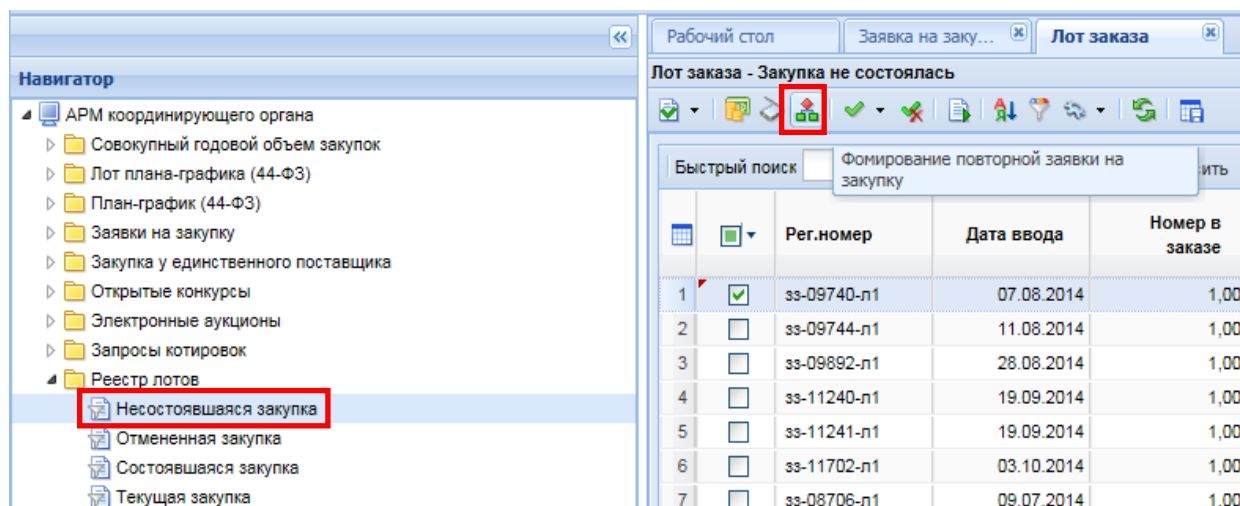 Навигатор
АРМ координирующего органа
Совокупный годовой объем закупок
Лот плана-графика (44-ФЗ)
План-график (44-ФЗ)
Заявки на закупку
Закупка у единственного поставщика
Открытые конкурсы
Электронные аукционы
Запросы котировок
Реестр лотов
Несостоявшаяся закупка
Отмененная закупка
Состоявшаяся закупка
Текущая закупка
Рабочий стол Заявка на заку... Лот заказа
Лот заказа - Закупка не состоялась
Фомирование повторной заявки на
закупку
Быстрый поиск
Рег.номер Дата ввода Номер в
заказе
1 зз-09740-л1 07.08.2014 1,00
2 зз-09744-л1 11.08.2014 1,00
3 зз-09892-л1 28.08.2014 1,00
4 зз-11240-л1 19.09.2014 1,00
5 зз-11241-л1 19.09.2014 1,00
6 зз-11702-л1 03.10.2014 1,00
7 зз-08706-л1 09.07.2014 1,00